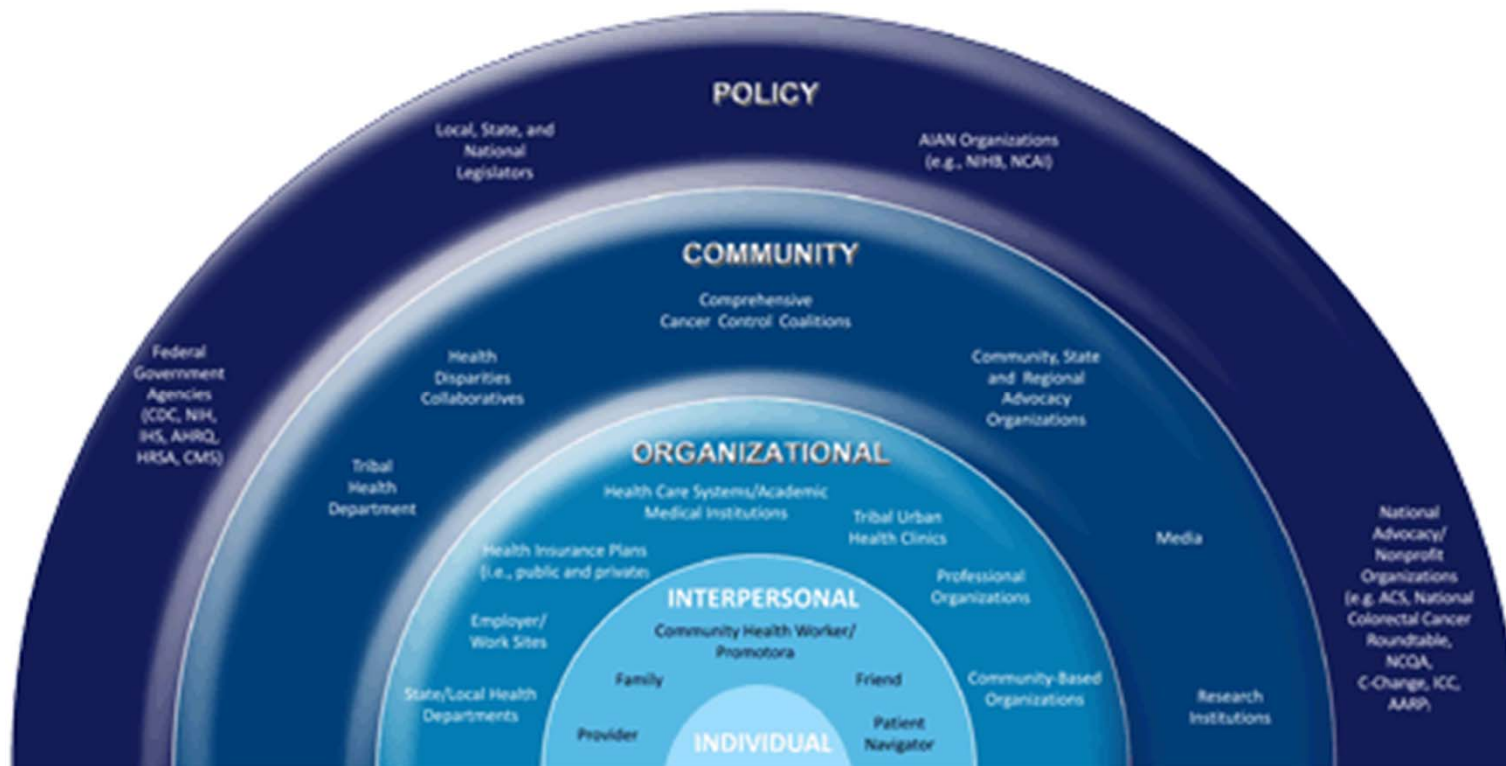 POLICY
Local, State, and
National
Legislators
AIAN Organizations
(e.g., NIHB, NCAI)
Federal
Government
Agencies
(CDC, NIH,
IHS, AHRQ,
HRSA, CMS)
National
Advocacy/
Nonprofit
Organizations
(e.g. ACS, National
Colorectal Cancer
Roundtable,
NCQA,
C-Change, ICC,
AARP)
COMMUNITY
Comprehensive
Cancer Control Coalitions
Health
Disparities
Collaboratives
Community, State
and Regional
Advocacy
Organizations
Tribal
Health
Department
Media
Research
Institutions
ORGANIZATIONAL
Health Care Systems/Academic
Medical Institutions
Tribal Urban
Health Clinics
Health Insurance Plans
(i.e., public and private)
Professional
Organizations
Employer/
Work Sites
State/Local Health
Departments
Community-Based
Organizations
INTERPERSONAL
Community Health Worker/
Promotora
Family
Friend
Provider
Patient
Navigator
INDIVIDUAL